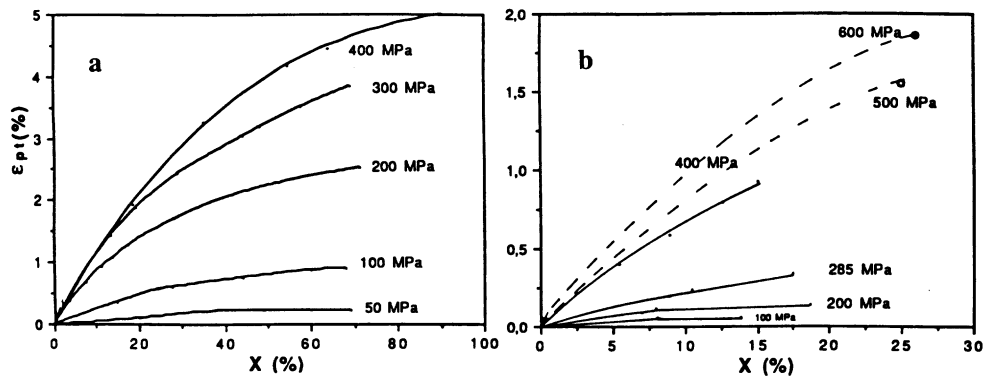 5
4
3
2
1
0
ε pt (%)
a
400 MPa
300 MPa
200 MPa
100 MPa
50 MPa
0 20 40 60 80 100
X (%)
2,0
1,5
1,0
0,5
0,0
b
600 MPa
500 MPa
400 MPa
285 MPa
200 MPa
100 MPa
0 5 10 15 20 25 30
X (%)